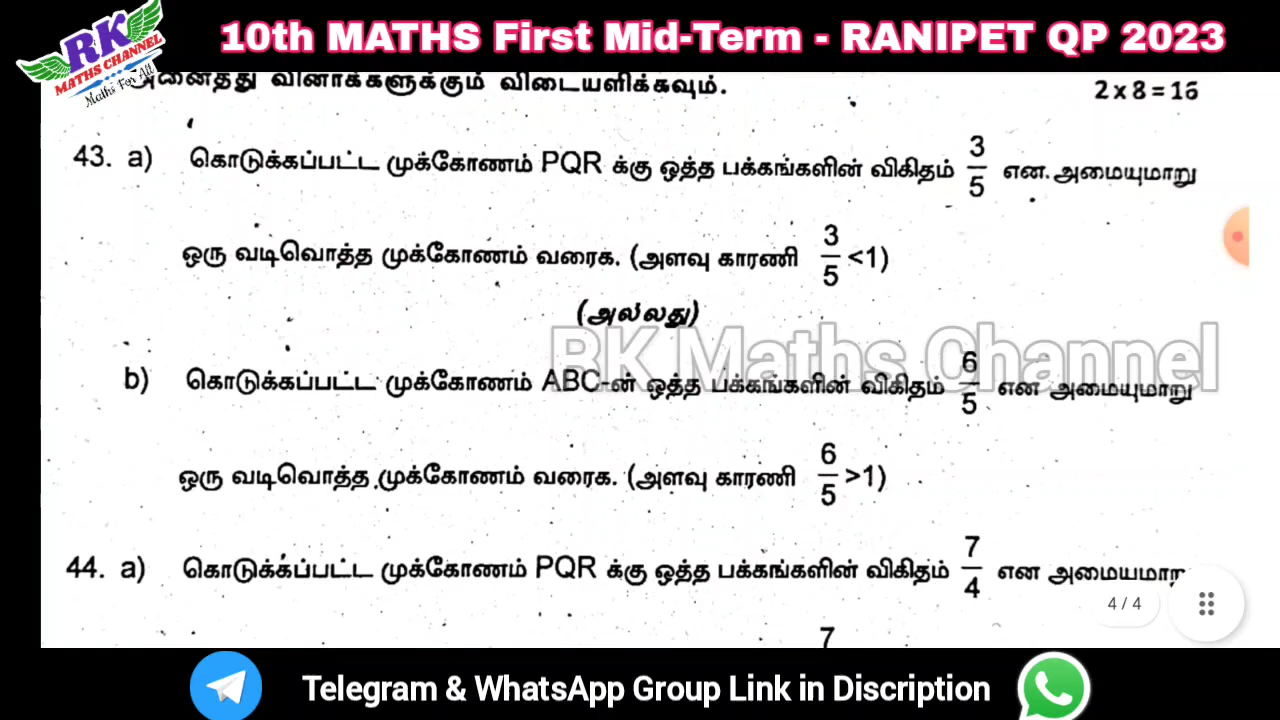 RK
MATHS CHANNEL
Maths For All
10th MATHS First Mid-Term - RANIPET QP 2023
அனைத்து வினாக்களுக்கும் விடையளிக்கவும்.
2 x 8 = 16
43. a) கொடுக்கப்பட்ட முக்கோணம் PQR க்கு ஒத்த பக்கங்களின் விகிதம் 3/5 என அமையுமாறு
ஒரு வடிவொத்த முக்கோணம் வரைக. (அளவு காரணி 3/5 <1)
(அல்லது)
RK Maths Channel
b) கொடுக்கப்பட்ட முக்கோணம் ABC-ன் ஒத்த பக்கங்களின் விகிதம் 6/5 என அமையுமாறு
ஒரு வடிவொத்த முக்கோணம் வரைக. (அளவு காரணி 6/5 >1)
44. a) கொடுக்கப்பட்ட முக்கோணம் PQR க்கு ஒத்த பக்கங்களின் விகிதம் 7/4 என அமையமாறு
4 / 4
7
Telegram & WhatsApp Group Link in Discription